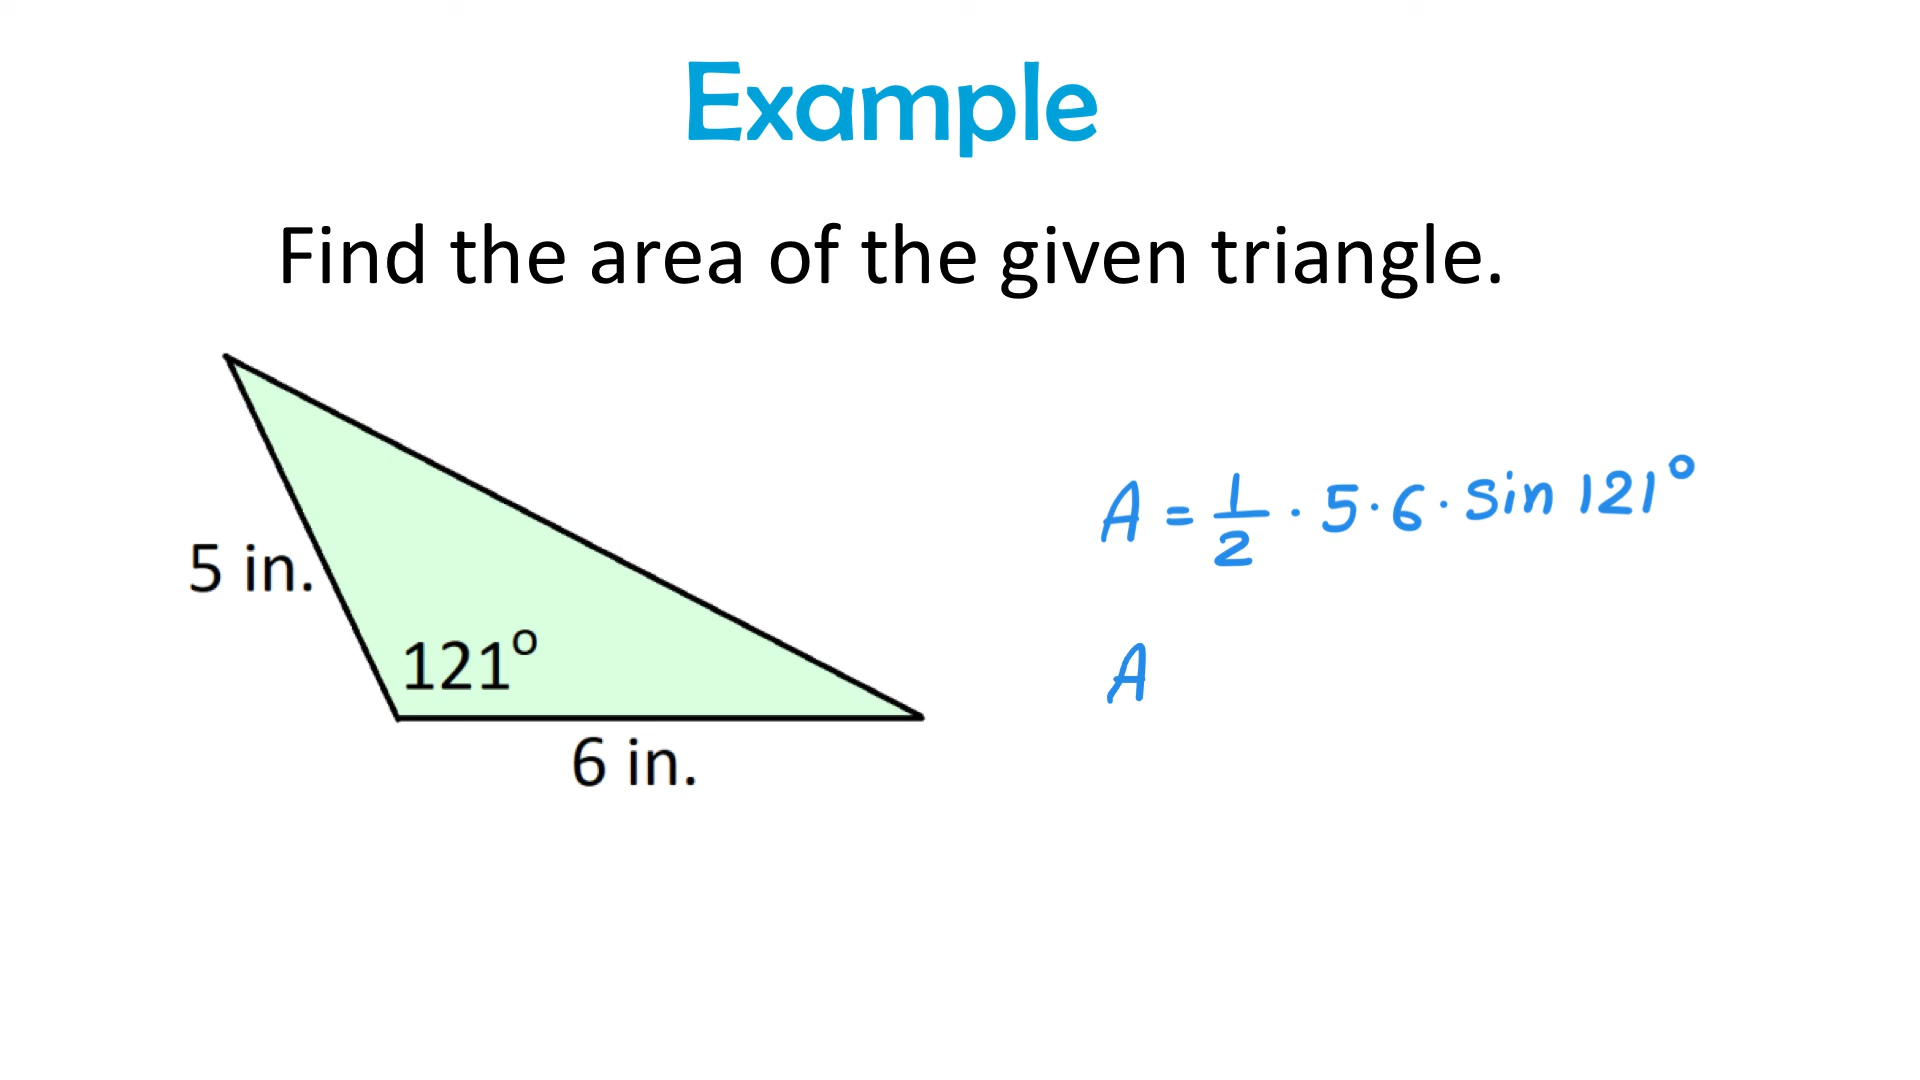 Example
Find the area of the given triangle.
5 in.
121°
6 in.
A = 1/2 · 5 · 6 · sin 121°
A